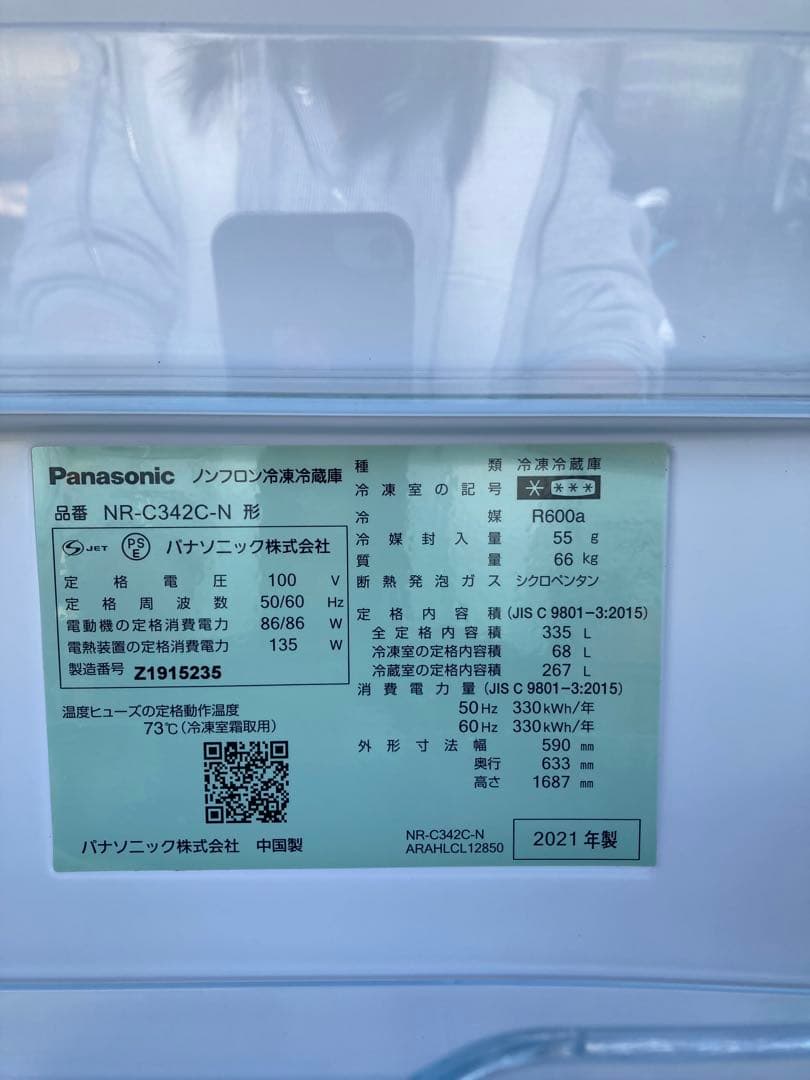 Panasonic ノンフロン冷凍冷蔵庫
品番 NR-C342C-N 形
S JET PSE パナソニック株式会社
定格電圧 100 V
定格周波数 50/60 Hz
電動機の定格消費電力 86/86 W
電熱装置の定格消費電力 135 W
製造番号 Z1915235
温度ヒューズの定格動作温度
73℃(冷凍室霜取用)
パナソニック株式会社 中国製
種類 冷凍冷蔵庫
冷凍室の記号 ＊ ＊＊＊
冷媒 R600a
冷媒封入量 55 g
質量 66 kg
断熱発泡ガス シクロペンタン
定格内容積 (JIS C 9801-3:2015)
全定格内容積 335 L
冷凍室の定格内容積 68 L
冷蔵室の定格内容積 267 L
消費電力量 (JIS C 9801-3:2015)
50Hz 330kWh/年
60Hz 330kWh/年
外形寸法 幅 590 mm
奥行 633 mm
高さ 1687 mm
NR-C342C-N
ARAHLCL12850
2021 年製